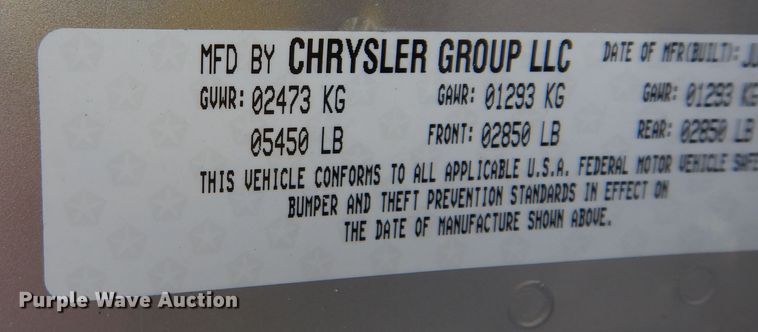 MFD BY CHRYSLER GROUP LLC DATE OF MFR(BUILT):
GVWR: 02473 KG GAWR: 01293 KG GAWR: 01293 KG
05450 LB FRONT: 02850 LB REAR: 02850 LB
THIS VEHICLE CONFORMS TO ALL APPLICABLE U.S.A. FEDERAL MOTOR VEHICLE
BUMPER AND THEFT PREVENTION STANDARDS IN EFFECT ON
THE DATE OF MANUFACTURE SHOWN ABOVE.
Purple Wave Auction